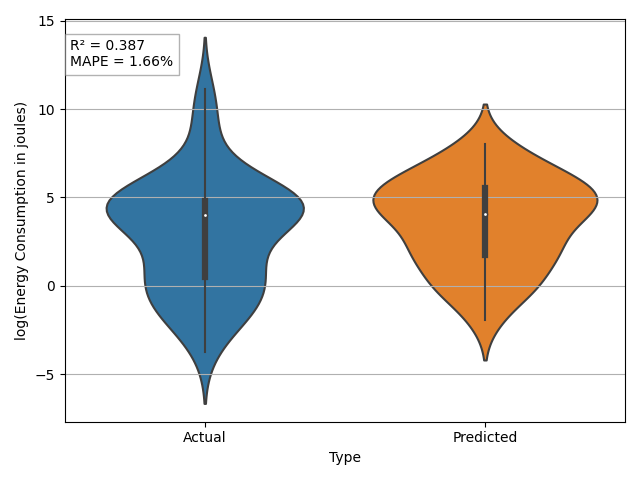 R² = 0.387
MAPE = 1.66%
15
10
5
0
−5
log(Energy Consumption in joules)
Actual
Predicted
Type